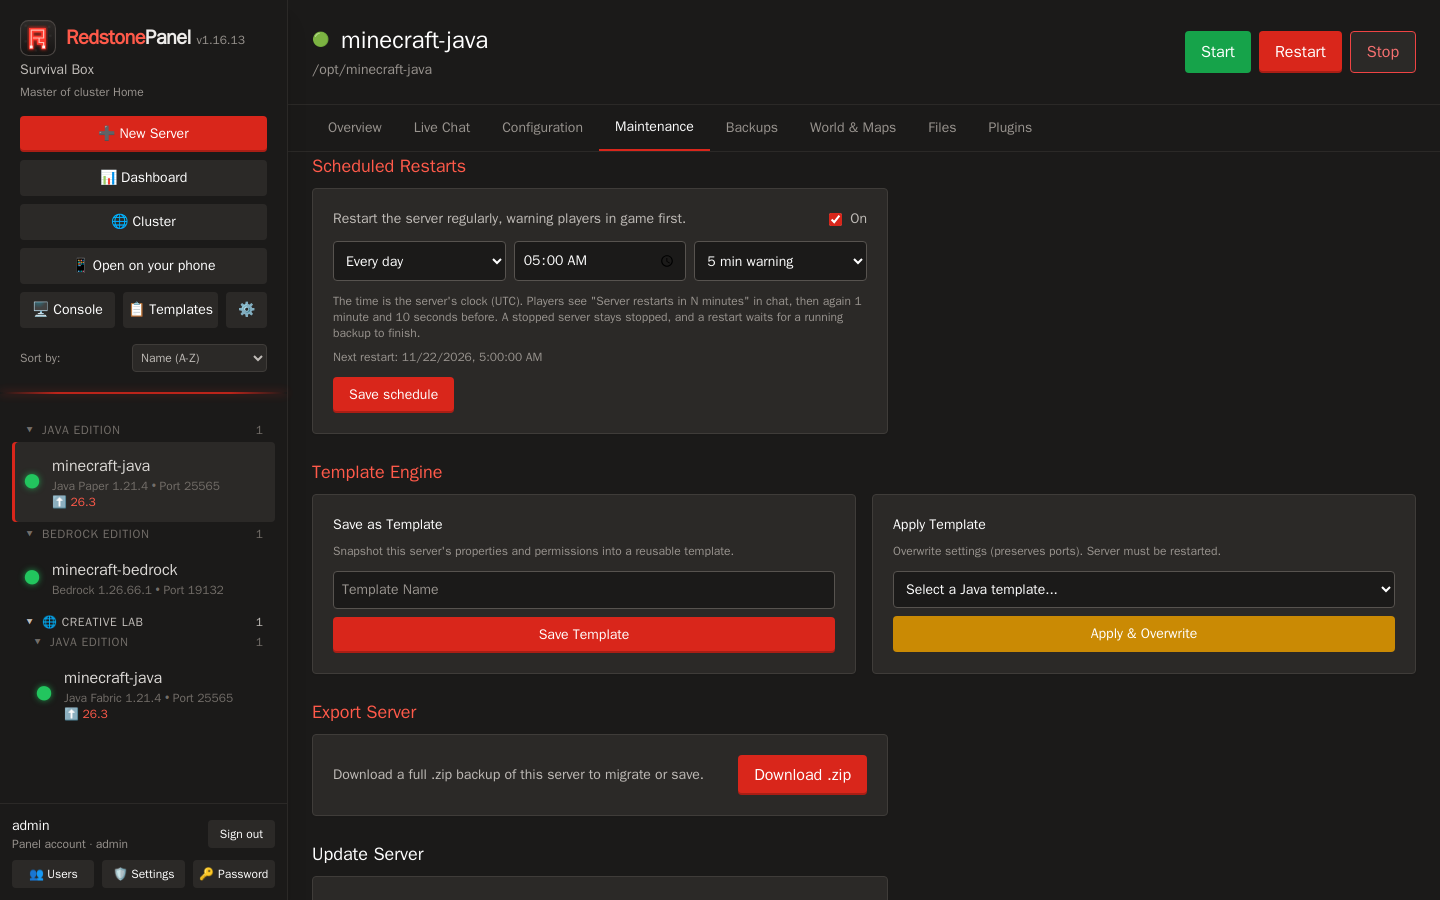 RedstonePanel v1.16.13
Survival Box
Master of cluster Home
➕ New Server
📊 Dashboard
🌐 Cluster
📱 Open on your phone
🖥️ Console
📋 Templates
⚙️
Sort by:
Name (A-Z)
▼ JAVA EDITION 1
minecraft-java
Java Paper 1.21.4 • Port 25565
⬆️ 26.3
▼ BEDROCK EDITION 1
minecraft-bedrock
Bedrock 1.26.66.1 • Port 19132
▼ 🌐 CREATIVE LAB 1
▼ JAVA EDITION 1
minecraft-java
Java Fabric 1.21.4 • Port 25565
⬆️ 26.3
admin
Panel account · admin
Sign out
👥 Users
🛡️ Settings
🔑 Password
minecraft-java
/opt/minecraft-java
Start
Restart
Stop
Overview
Live Chat
Configuration
Maintenance
Backups
World & Maps
Files
Plugins
Scheduled Restarts
Restart the server regularly, warning players in game first.
On
Every day
05:00 AM
5 min warning
The time is the server's clock (UTC). Players see "Server restarts in N minutes" in chat, then again 1
minute and 10 seconds before. A stopped server stays stopped, and a restart waits for a running
backup to finish.
Next restart: 11/22/2026, 5:00:00 AM
Save schedule
Template Engine
Save as Template
Snapshot this server's properties and permissions into a reusable template.
Template Name
Save Template
Apply Template
Overwrite settings (preserves ports). Server must be restarted.
Select a Java template...
Apply & Overwrite
Export Server
Download a full .zip backup of this server to migrate or save.
Download .zip
Update Server